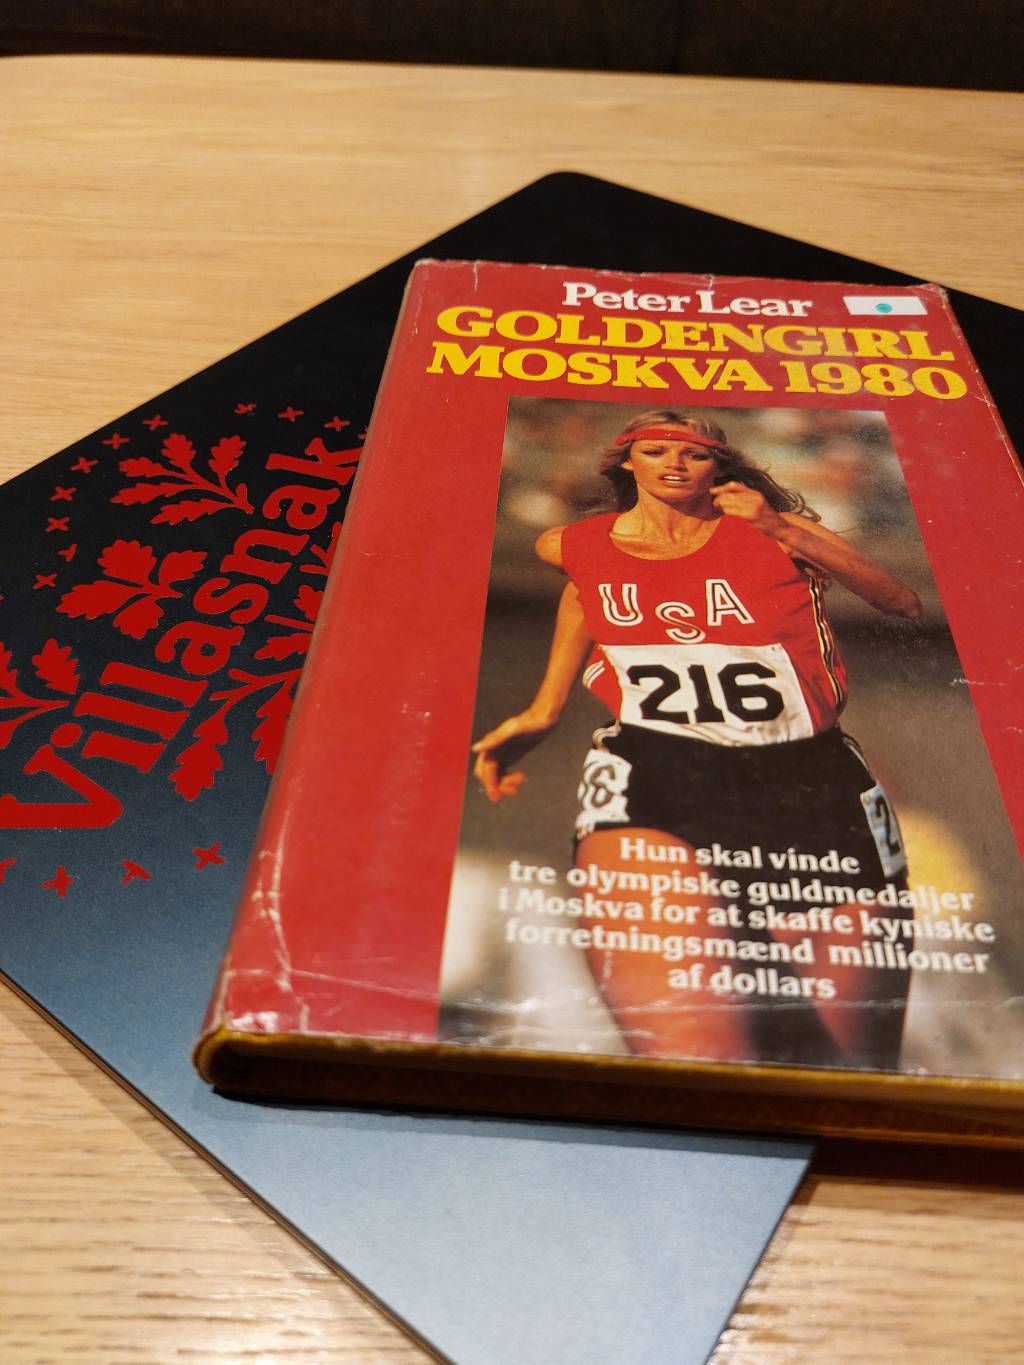 Peter Lear
GOLDENGIRL
MOSKVA 1980
USA
216
Hun skal vinde
tre olympiske guldmedaljer
i Moskva for at skaffe kyniske
forretningsmænd millioner
af dollars
Villasnak